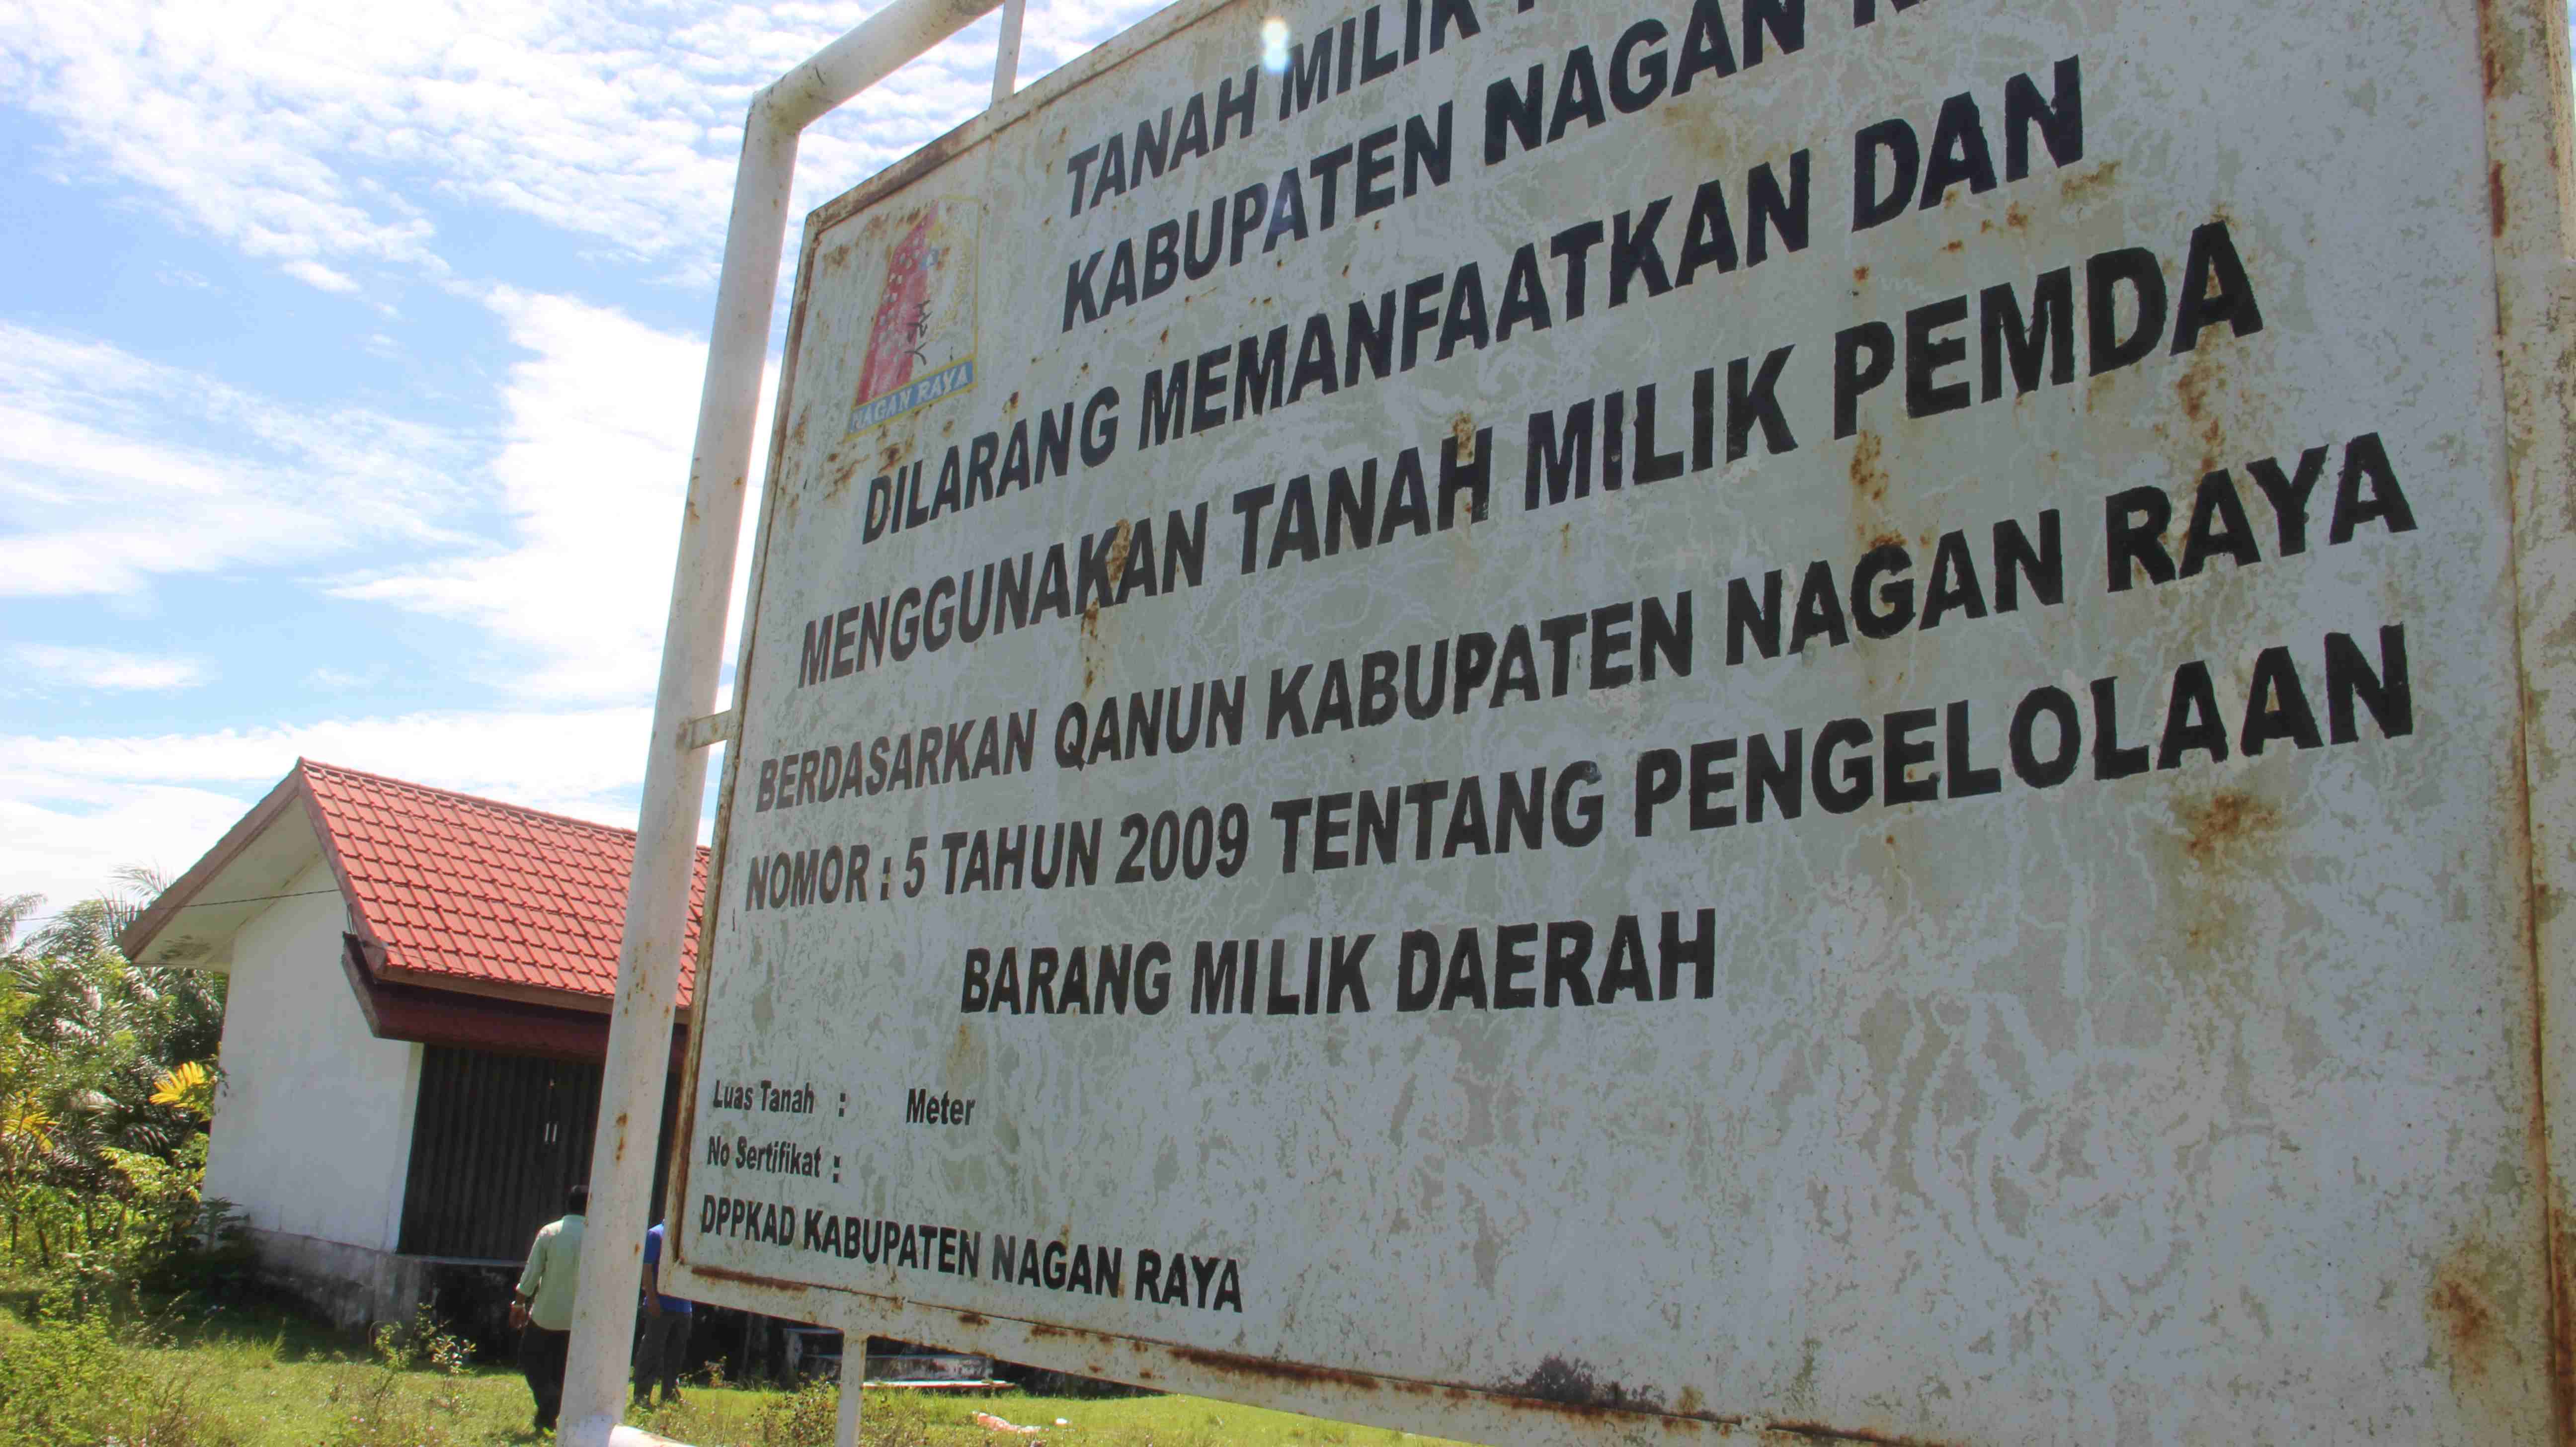 TANAH MILIK
KABUPATEN NAGAN
NAGAN RAYA
DILARANG MEMANFAATKAN DAN
MENGGUNAKAN TANAH MILIK PEMDA
BERDASARKAN QANUN KABUPATEN NAGAN RAYA
NOMOR : 5 TAHUN 2009 TENTANG PENGELOLAAN
BARANG MILIK DAERAH
Luas Tanah : Meter
No Sertifikat :
DPPKAD KABUPATEN NAGAN RAYA